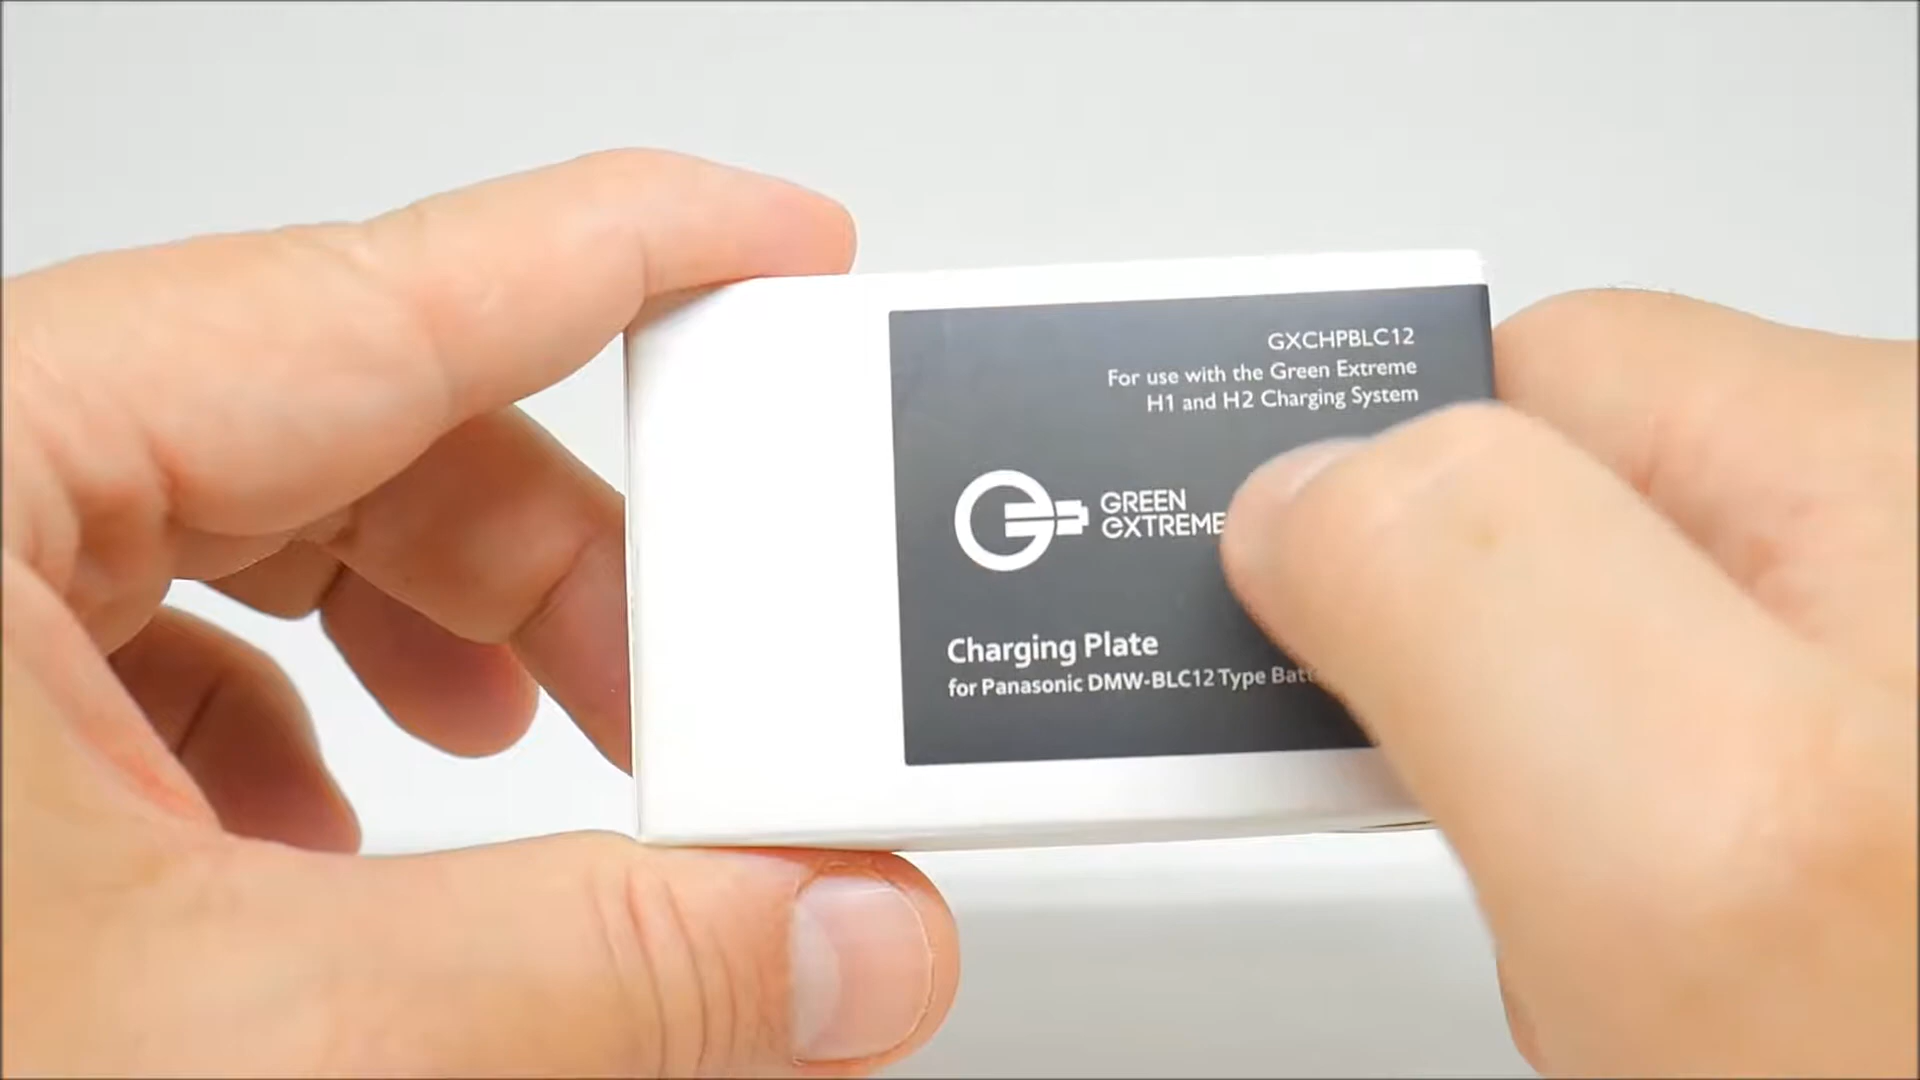 GXCHPBLC12
For use with the Green Extreme
H1 and H2 Charging System
GREEN
EXTREME
Charging Plate
for Panasonic DMW-BLC12 Type